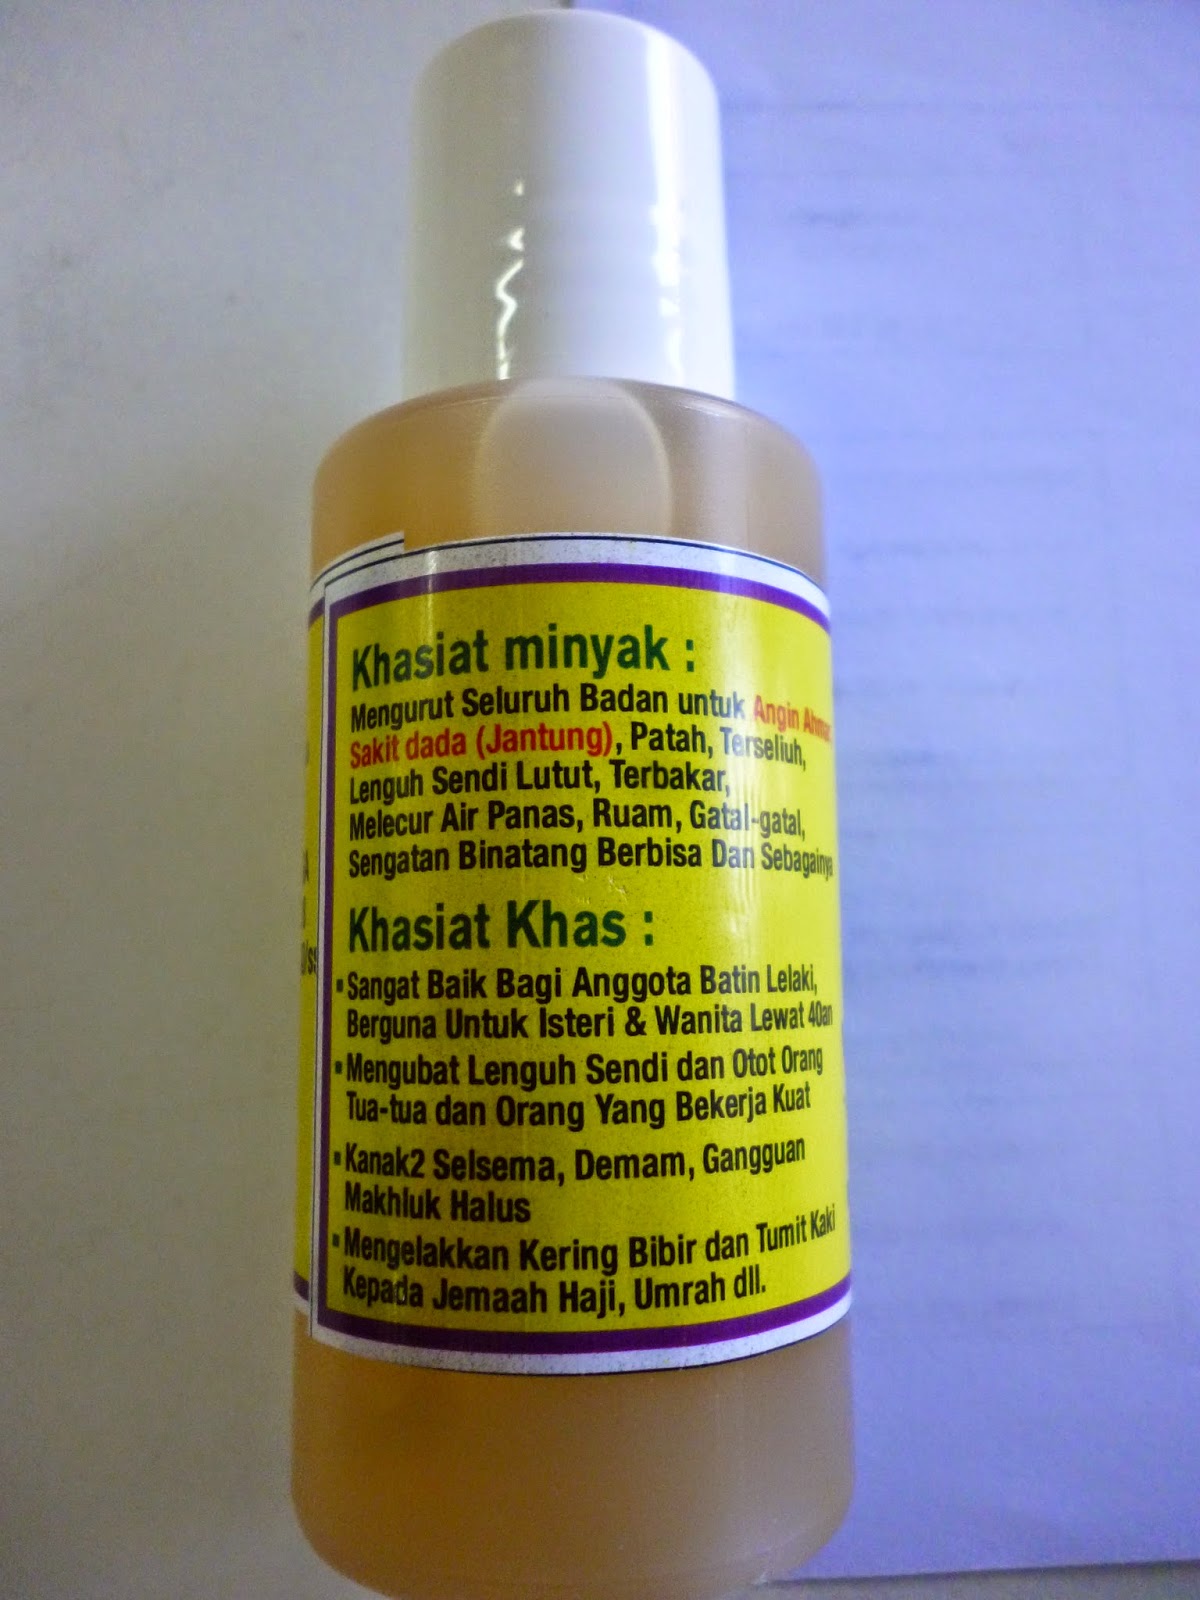 Khasiat minyak :
Mengurut Seluruh Badan untuk Angin Ahmar
Sakit dada (Jantung), Patah, Terseliuh,
Lenguh Sendi Lutut, Terbakar,
Melecur Air Panas, Ruam, Gatal-gatal,
Sengatan Binatang Berbisa Dan Sebagainya
Khasiat Khas :
▪Sangat Baik Bagi Anggota Batin Lelaki,
Berguna Untuk Isteri & Wanita Lewat 40an
▪Mengubat Lenguh Sendi dan Otot Orang
Tua-tua dan Orang Yang Bekerja Kuat
▪Kanak2 Selsema, Demam, Gangguan
Makhluk Halus
▪Mengelakkan Kering Bibir dan Tumit Kaki
Kepada Jemaah Haji, Umrah dll.